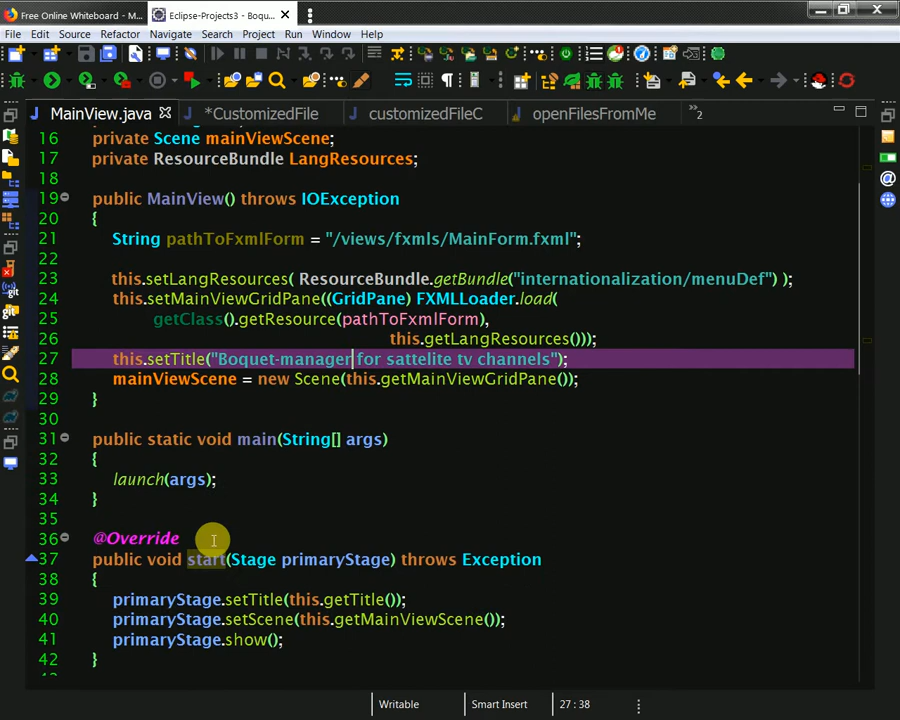 Free Online Whiteboard - M...
Eclipse-Projects3 - Boque...
File Edit Source Refactor Navigate Search Project Run Window Help
MainView.java *CustomizedFile customizedFileC openFilesFromMe »2
16 private Scene mainViewScene;
17 private ResourceBundle LangResources;
18
19 public MainView() throws IOException
20 {
21 String pathToFxmlForm = "/views/fxmls/MainForm.fxml";
22
23 this.setLangResources( ResourceBundle.getBundle("internationalization/menuDef") );
24 this.setMainViewGridPane((GridPane) FXMLLoader.load(
25 getClass().getResource(pathToFxmlForm),
26 this.getLangResources()));
27 this.setTitle("Boquet-manager for sattelite tv channels");
28 mainViewScene = new Scene(this.getMainViewGridPane());
29 }
30
31 public static void main(String[] args)
32 {
33 launch(args);
34 }
35
36 @Override
37 public void start(Stage primaryStage) throws Exception
38 {
39 primaryStage.setTitle(this.getTitle());
40 primaryStage.setScene(this.getMainViewScene());
41 primaryStage.show();
42 }
Writable Smart Insert 27 : 38